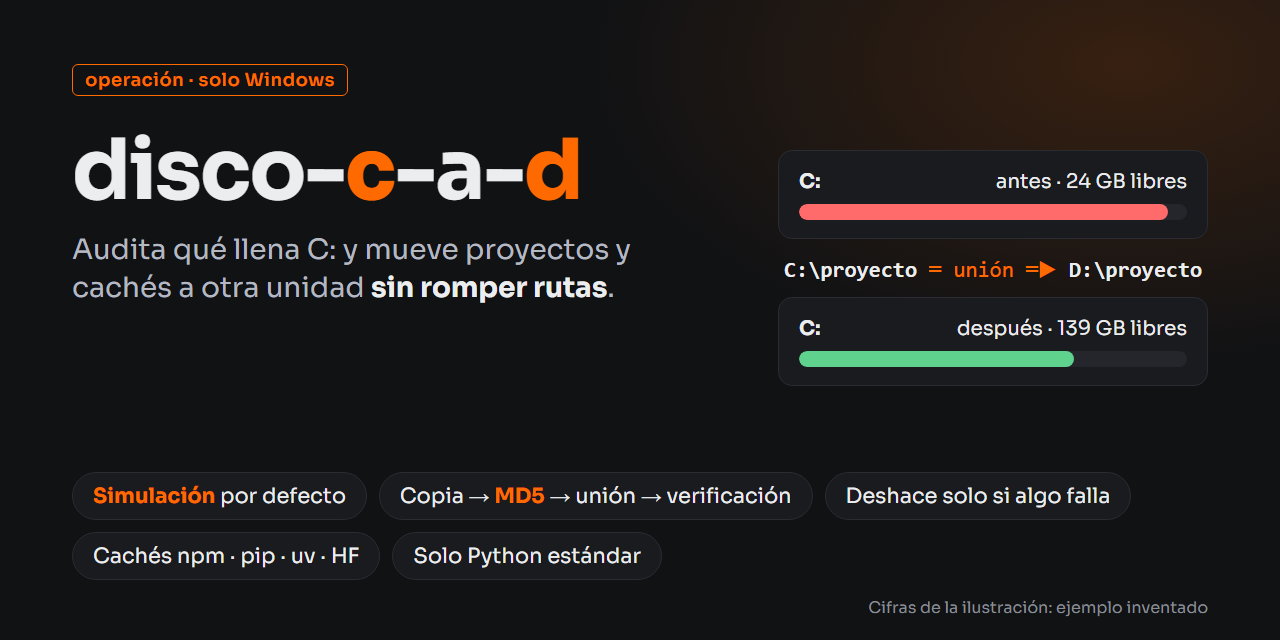 operación · solo Windows
disco-c-a-d
Audita qué llena C: y mueve proyectos y
cachés a otra unidad sin romper rutas.
C: antes · 24 GB libres
C:\proyecto = unión => D:\proyecto
C: después · 139 GB libres
Simulación por defecto
Copia → MD5 → unión → verificación
Deshace solo si algo falla
Cachés npm · pip · uv · HF
Solo Python estándar
Cifras de la ilustración: ejemplo inventado